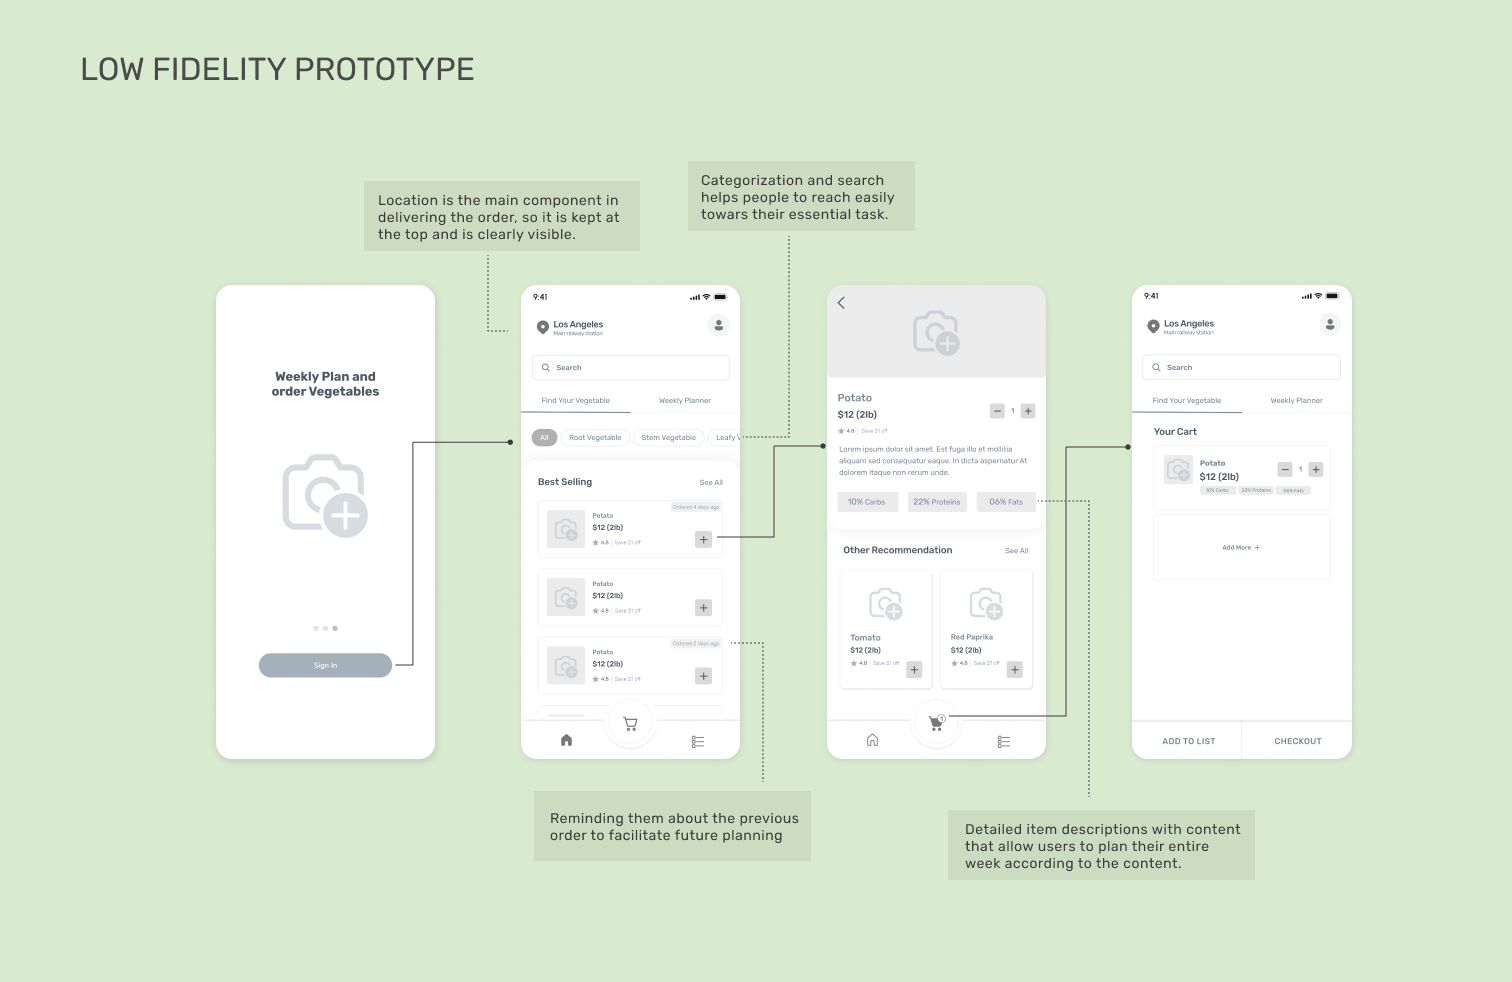 LOW FIDELITY PROTOTYPE
Location is the main component in
delivering the order, so it is kept at
the top and is clearly visible.
Categorization and search
helps people to reach easily
towars their essential task.
Weekly Plan and
order Vegetables
Sign In
9:41
Los Angeles
Main railway station
Search
Find Your Vegetable
Weekly Planner
All
Root Vegetable
Stem Vegetable
Leafy V
Best Selling
See All
Ordered 4 days ago
Potato
$12 (2lb)
4.8
Save $1 off
Potato
$12 (2lb)
4.8
Save $1 off
Ordered 2 days ago
Potato
$12 (2lb)
4.8
Save $1 off
Potato
$12 (2lb)
1
4.8
Save $1 off
Lorem ipsum dolor sit amet. Est fuga illo et mollitia
aliquam sed consequatur eaque. In dicta aspernatur At
dolorem itaque non rerum unde.
10% Carbs
22% Proteins
06% Fats
Other Recommendation
See All
Tomato
$12 (2lb)
4.8
Save $1 off
Red Paprika
$12 (2lb)
4.8
Save $1 off
1
9:41
Los Angeles
Main railway station
Search
Find Your Vegetable
Weekly Planner
Your Cart
Potato
$12 (2lb)
1
10% Carbs
22% Proteins
06% Fats
Add More +
ADD TO LIST
CHECKOUT
Reminding them about the previous
order to facilitate future planning
Detailed item descriptions with content
that allow users to plan their entire
week according to the content.